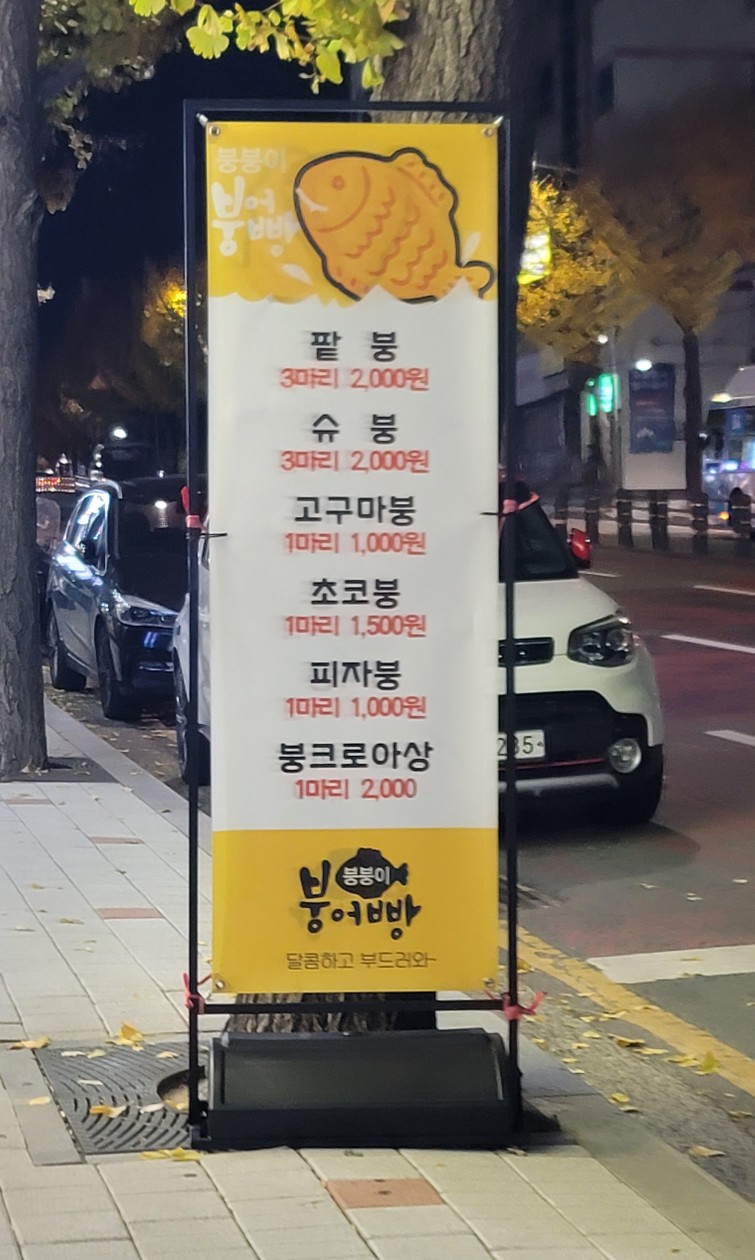 붕붕이
붕어빵
팥 붕
3마리 2,000원
슈 붕
3마리 2,000원
고구마붕
1마리 1,000원
초코붕
1마리 1,500원
피자붕
1마리 1,000원
붕크로아상
1마리 2,000
붕붕이
붕어빵
달콤하고 부드러와~